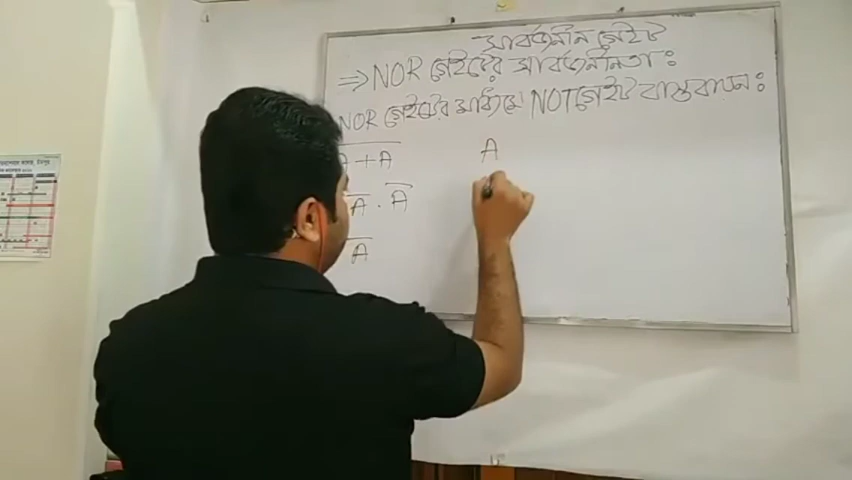 সার্বজনীন গেইট
⇒ NOR গেইটের সার্বজনীনতা :
NOR গেইটের মাধ্যমে NOT গেইট বাস্তবায়ন :
A + A
A
A . A
A